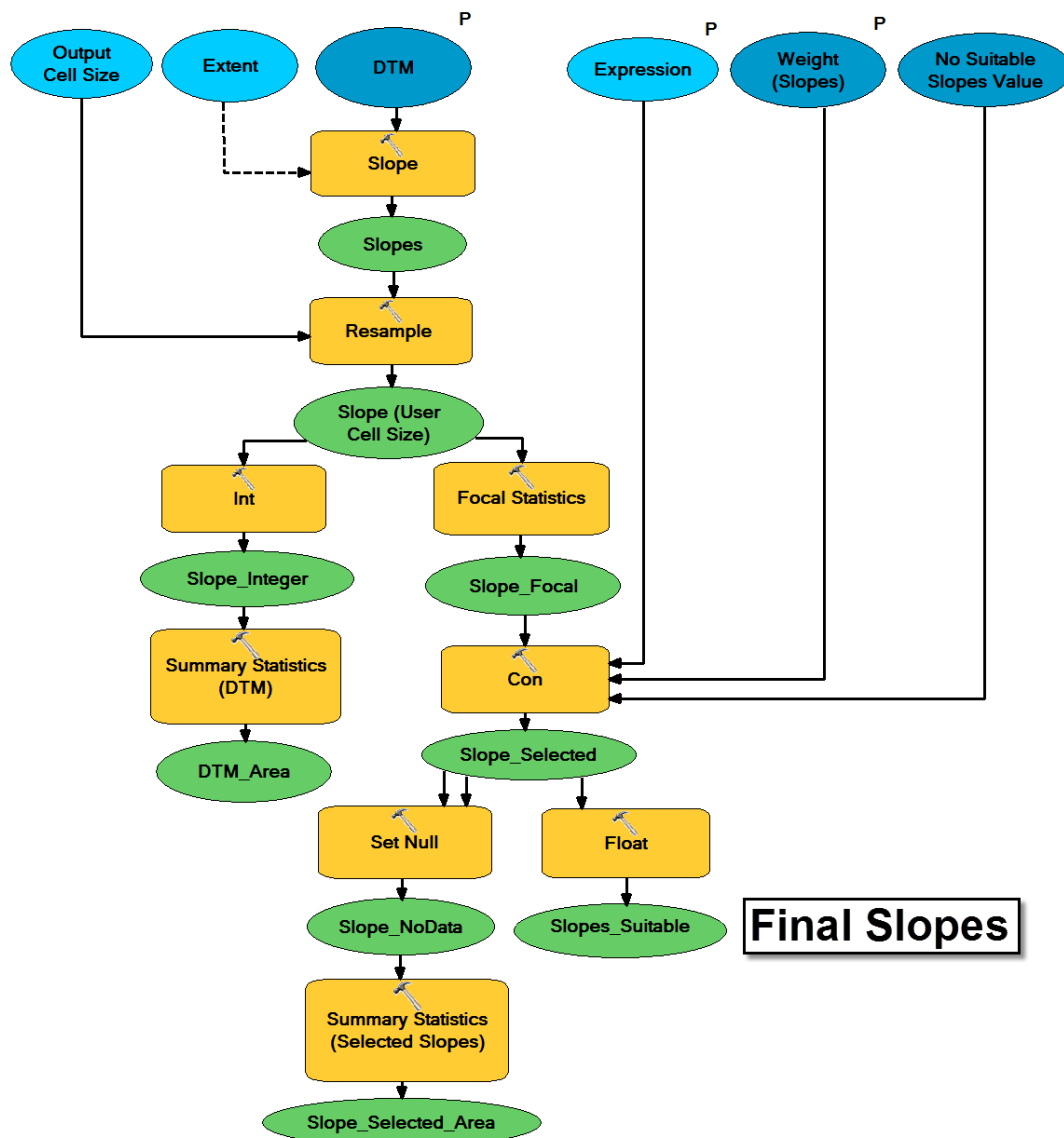 P
Output
Cell Size
Extent
DTM
P
Expression
P
Weight
(Slopes)
No Suitable
Slopes Value
Slope
Slopes
Resample
Slope (User
Cell Size)
Int
Focal Statistics
Slope_Integer
Slope_Focal
Summary Statistics
(DTM)
Con
DTM_Area
Slope_Selected
Set Null
Float
Slope_NoData
Slopes_Suitable
Final Slopes
Summary Statistics
(Selected Slopes)
Slope_Selected_Area